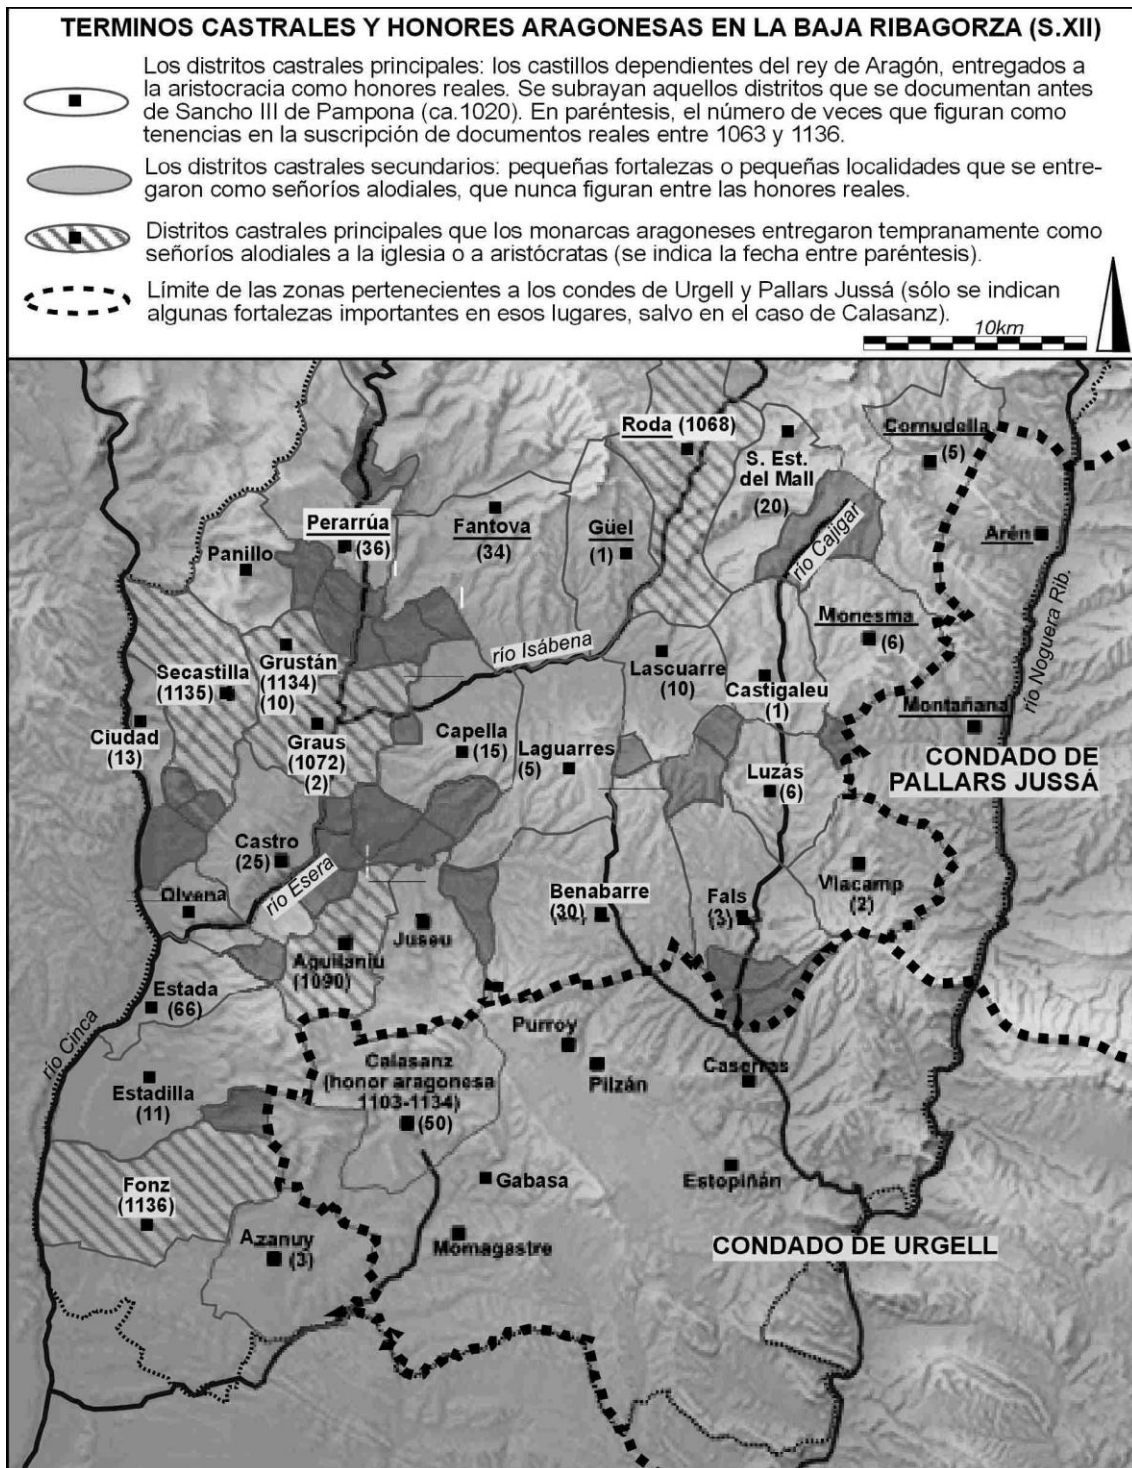 TERMINOS CASTRALES Y HONORES ARAGONESAS EN LA BAJA RIBAGORZA (S.XII)
Los distritos castrales principales: los castillos dependientes del rey de Aragón, entregados a
la aristocracia como honores reales. Se subrayan aquellos distritos que se documentan antes
de Sancho III de Pampona (ca.1020). En paréntesis, el número de veces que figuran como
tenencias en la suscripción de documentos reales entre 1063 y 1136.
Los distritos castrales secundarios: pequeñas fortalezas o pequeñas localidades que se entre-
garon como señoríos alodiales, que nunca figuran entre las honores reales.
Distritos castrales principales que los monarcas aragoneses entregaron tempranamente como
señoríos alodiales a la iglesia o a aristócratas (se indica la fecha entre paréntesis).
Límite de las zonas pertenecientes a los condes de Urgell y Pallars Jussá (sólo se indican
algunas fortalezas importantes en esos lugares, salvo en el caso de Calasanz).
10km
Roda (1068)
Cornudella
(5)
S. Est.
del Mall
(20)
Perarrúa
(36)
Fantova
(34)
Güel
(1)
Arén
Panillo
río Cajigar
río Noguera Rib.
Monesma
(6)
río Isábena
Grustán
(1134)
(10)
Secastilla
(1135)
Lascuarre
(10)
Castigaleu
(1)
Montañana
Ciudad
(13)
Graus
(1072)
(2)
Capella
(15)
Laguarres
(5)
CONDADO DE
PALLARS JUSSÁ
Luzás
(6)
Castro
(25)
río Ésera
Viacamp
(2)
Olvena
Benabarre
(30)
Fals
(3)
Juseu
Aguilaniu
(1090)
Estada
(66)
río Cinca
Purroy
Pilzán
Caserras
Calasanz
(honor aragonesa
1103-1134)
(50)
Estadilla
(11)
Gabasa
Estopiñán
Fonz
(1136)
Azanuy
(3)
Momagastre
CONDADO DE URGELL